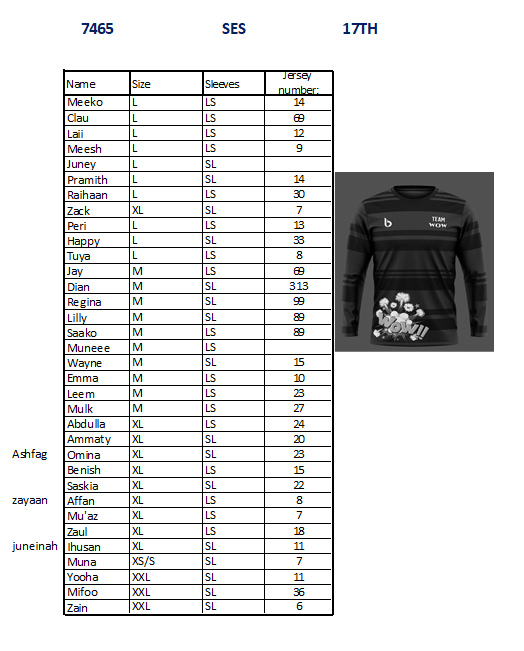 7465 SES 17TH
Name Size Sleeves Jersey number:
Meeko L LS 14
Clau L LS 69
Laii L LS 12
Meesh L LS 9
Juney L SL
Pramith L SL 14
Raihaan L LS 30
Zack XL SL 7
Peri L LS 13
Happy L SL 33
Tuya L LS 8
Jay M LS 69
Dian M SL 313
Regina M SL 99
Lilly M SL 89
Saako M LS 89
Muneee M LS
Wayne M SL 15
Emma M LS 10
Leem M LS 23
Mulk M LS 27
Abdulla XL LS 24
Ammaty XL SL 20
Ashfag Omina XL SL 23
Benish XL LS 15
Saskia XL SL 22
zayaan Affan XL LS 8
Mu'az XL LS 7
Zaul XL LS 18
juneinah Ihusan XL SL 11
Muna XS/S SL 7
Yooha XXL SL 11
Mifoo XXL SL 36
Zain XXL SL 6
b
TEAM
WOW
WOW!!